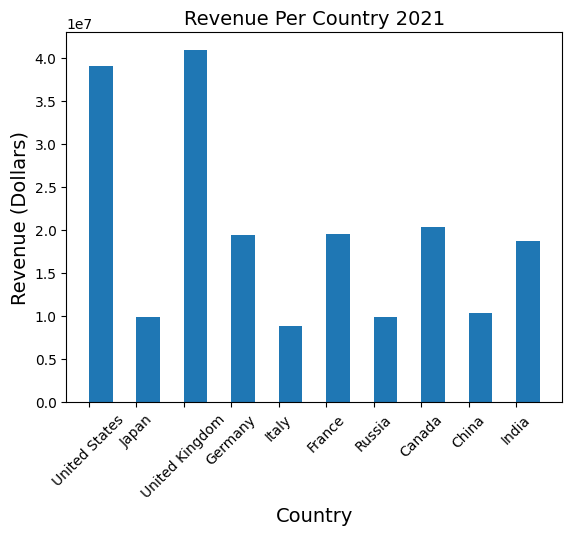 Revenue Per Country 2021
1e7
4.0
3.5
3.0
2.5
2.0
1.5
1.0
0.5
0.0
Revenue (Dollars)
United States
Japan
United Kingdom
Germany
Italy
France
Russia
Canada
China
India
Country